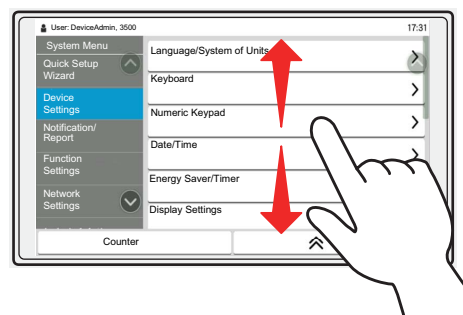 User: DeviceAdmin, 3500
17:31
System Menu
Quick Setup
Wizard
Device
Settings
Notification/
Report
Function
Settings
Network
Settings
Language/System of Units
Keyboard
Numeric Keypad
Date/Time
Energy Saver/Timer
Display Settings
Counter